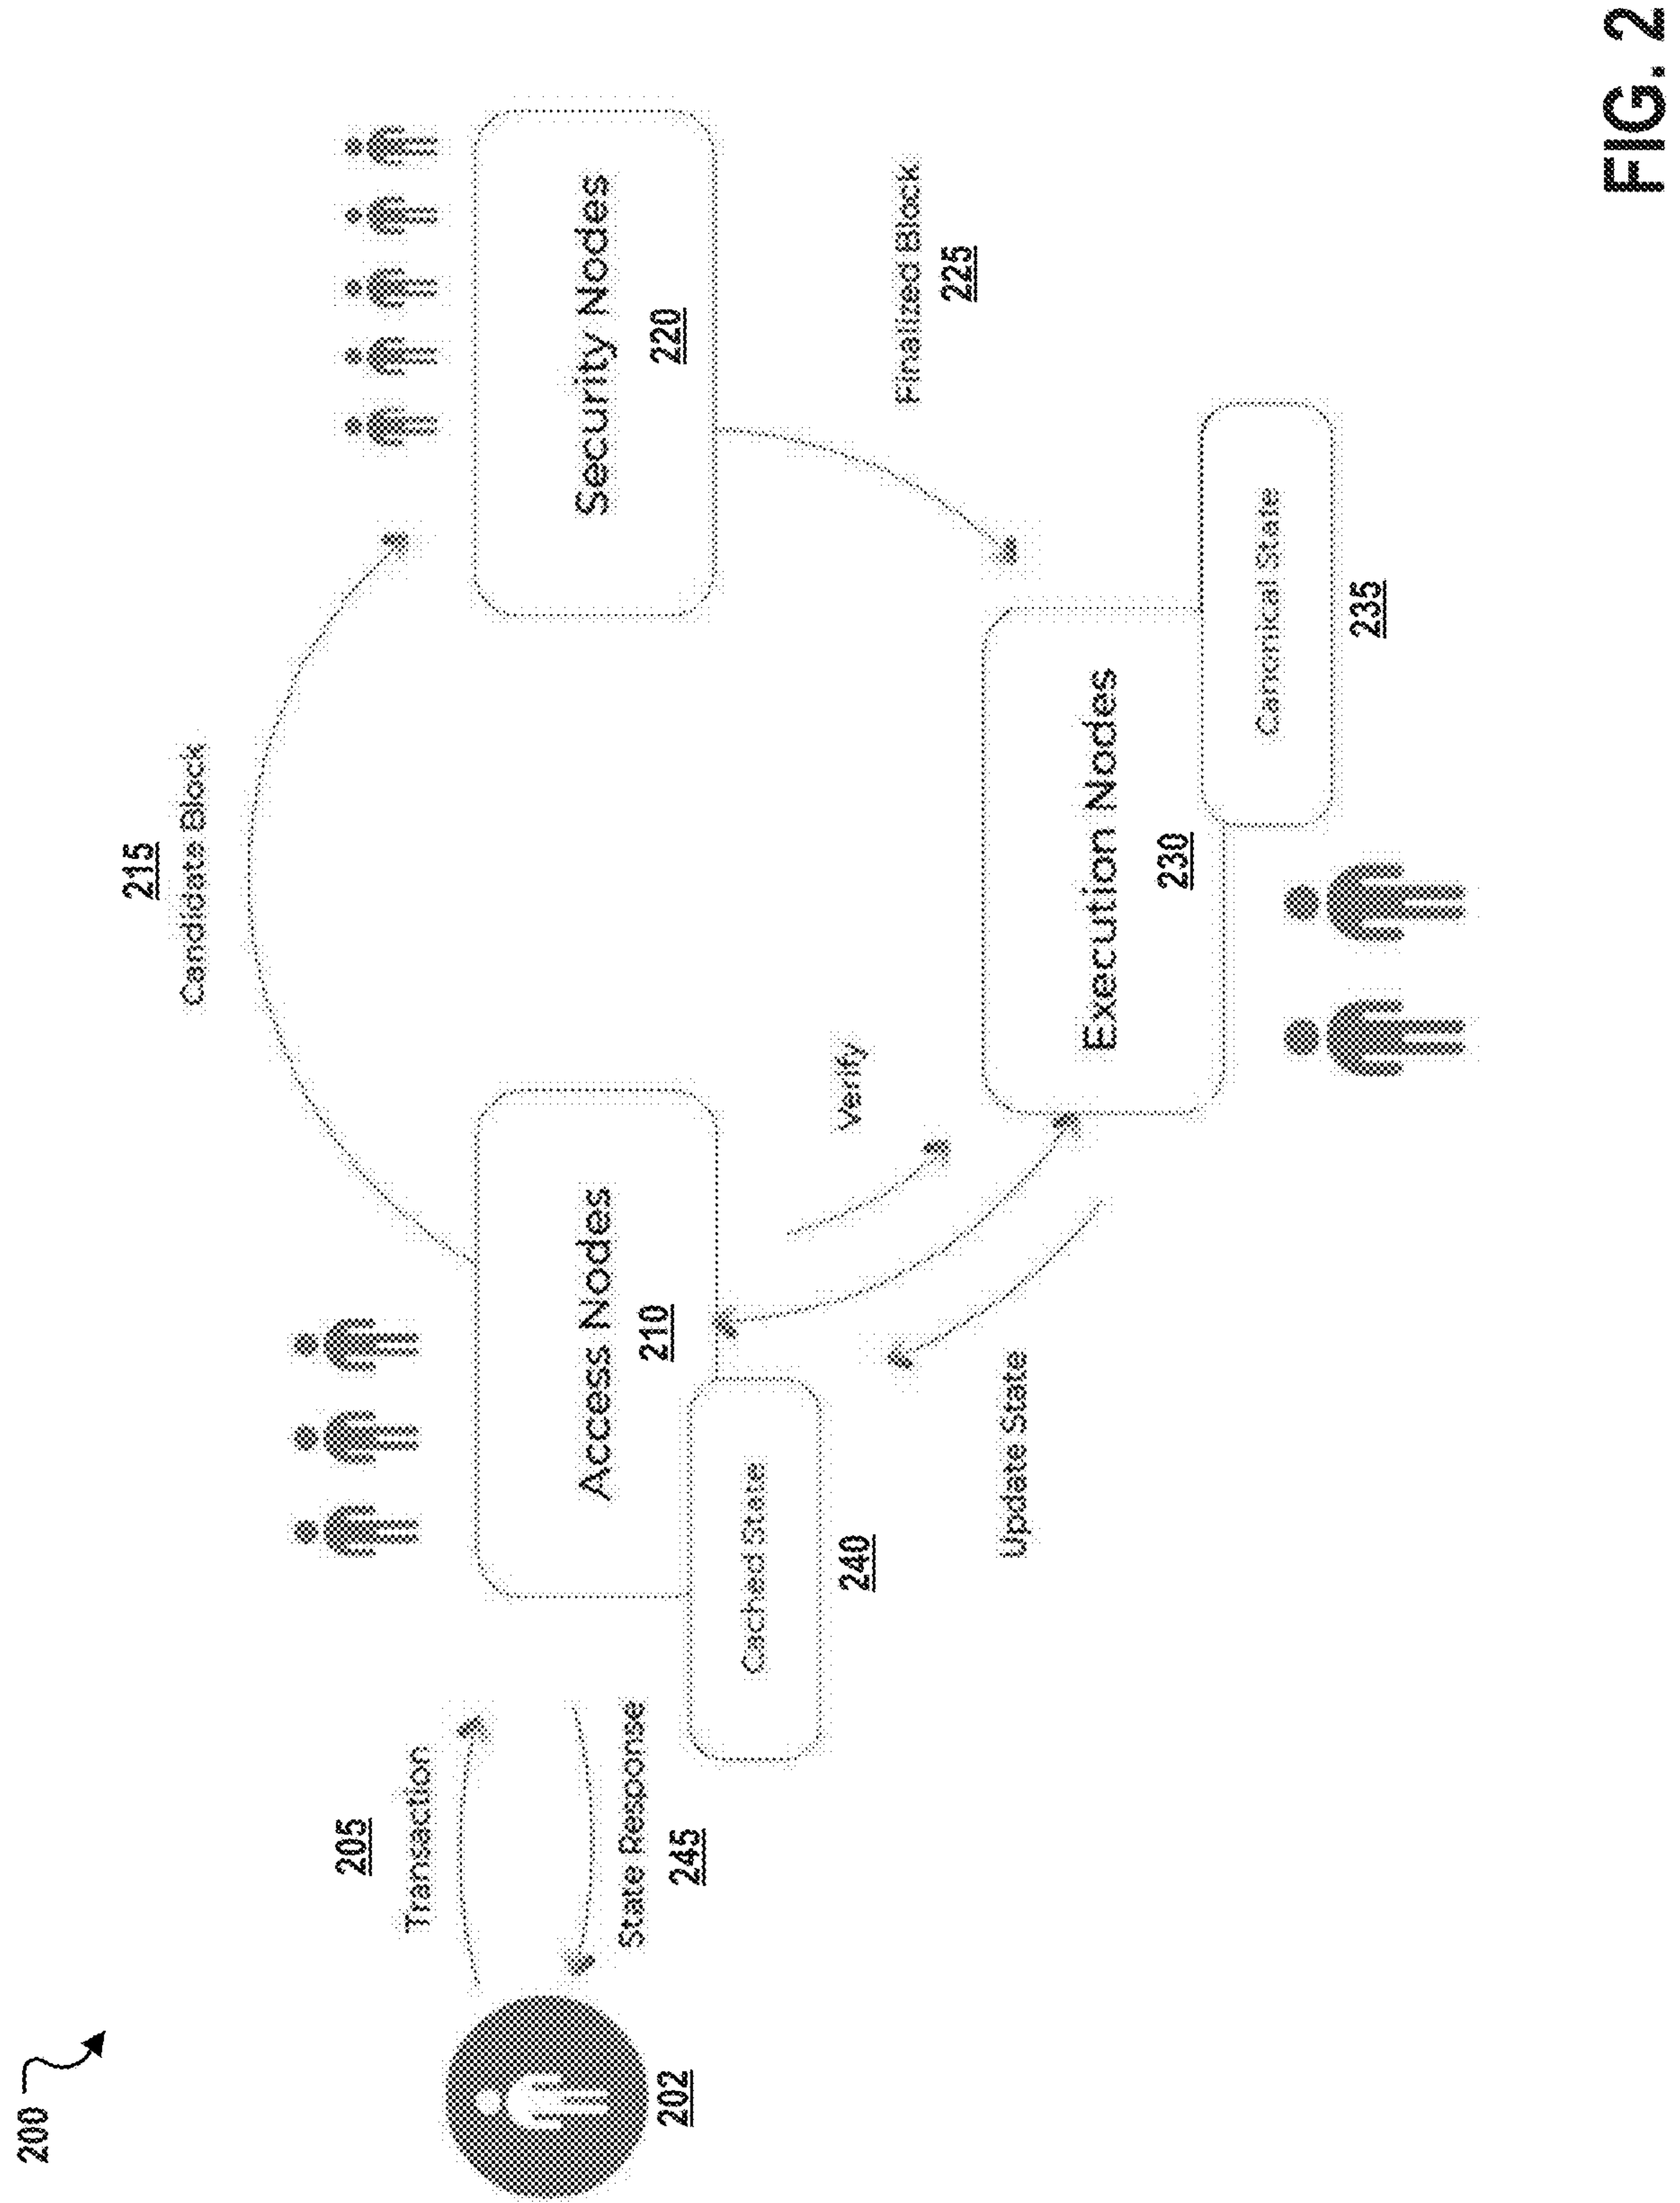 200
202
205
Transaction
State Response
245
Access Nodes
210
Cached State
240
215
Candidate Block
Security Nodes
220
Finalized Block
225
Verify
Update State
Execution Nodes
230
Canonical State
235
FIG. 2